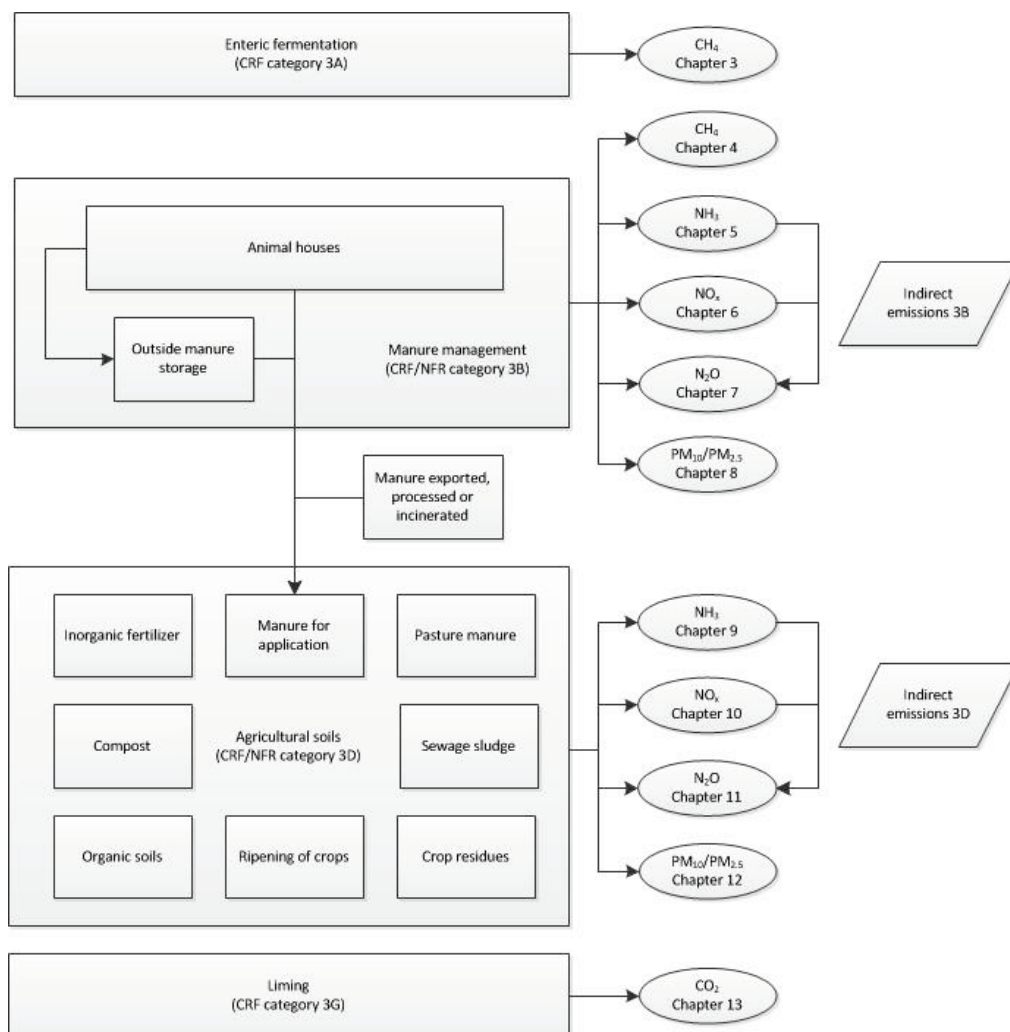 Enteric fermentation
(CRF category 3A)
CH₄
Chapter 3
CH₄
Chapter 4
Animal houses
NH₃
Chapter 5
NOₓ
Chapter 6
Indirect
emissions 3B
Outside manure
storage
Manure management
(CRF/NFR category 3B)
N₂O
Chapter 7
PM₁₀/PM₂.₅
Chapter 8
Manure exported,
processed or
incinerated
Inorganic fertilizer
Manure for
application
Pasture manure
NH₃
Chapter 9
NOₓ
Chapter 10
Indirect
emissions 3D
Compost
Agricultural soils
(CRF/NFR category 3D)
Sewage sludge
N₂O
Chapter 11
Organic soils
Ripening of crops
Crop residues
PM₁₀/PM₂.₅
Chapter 12
Liming
(CRF category 3G)
CO₂
Chapter 13